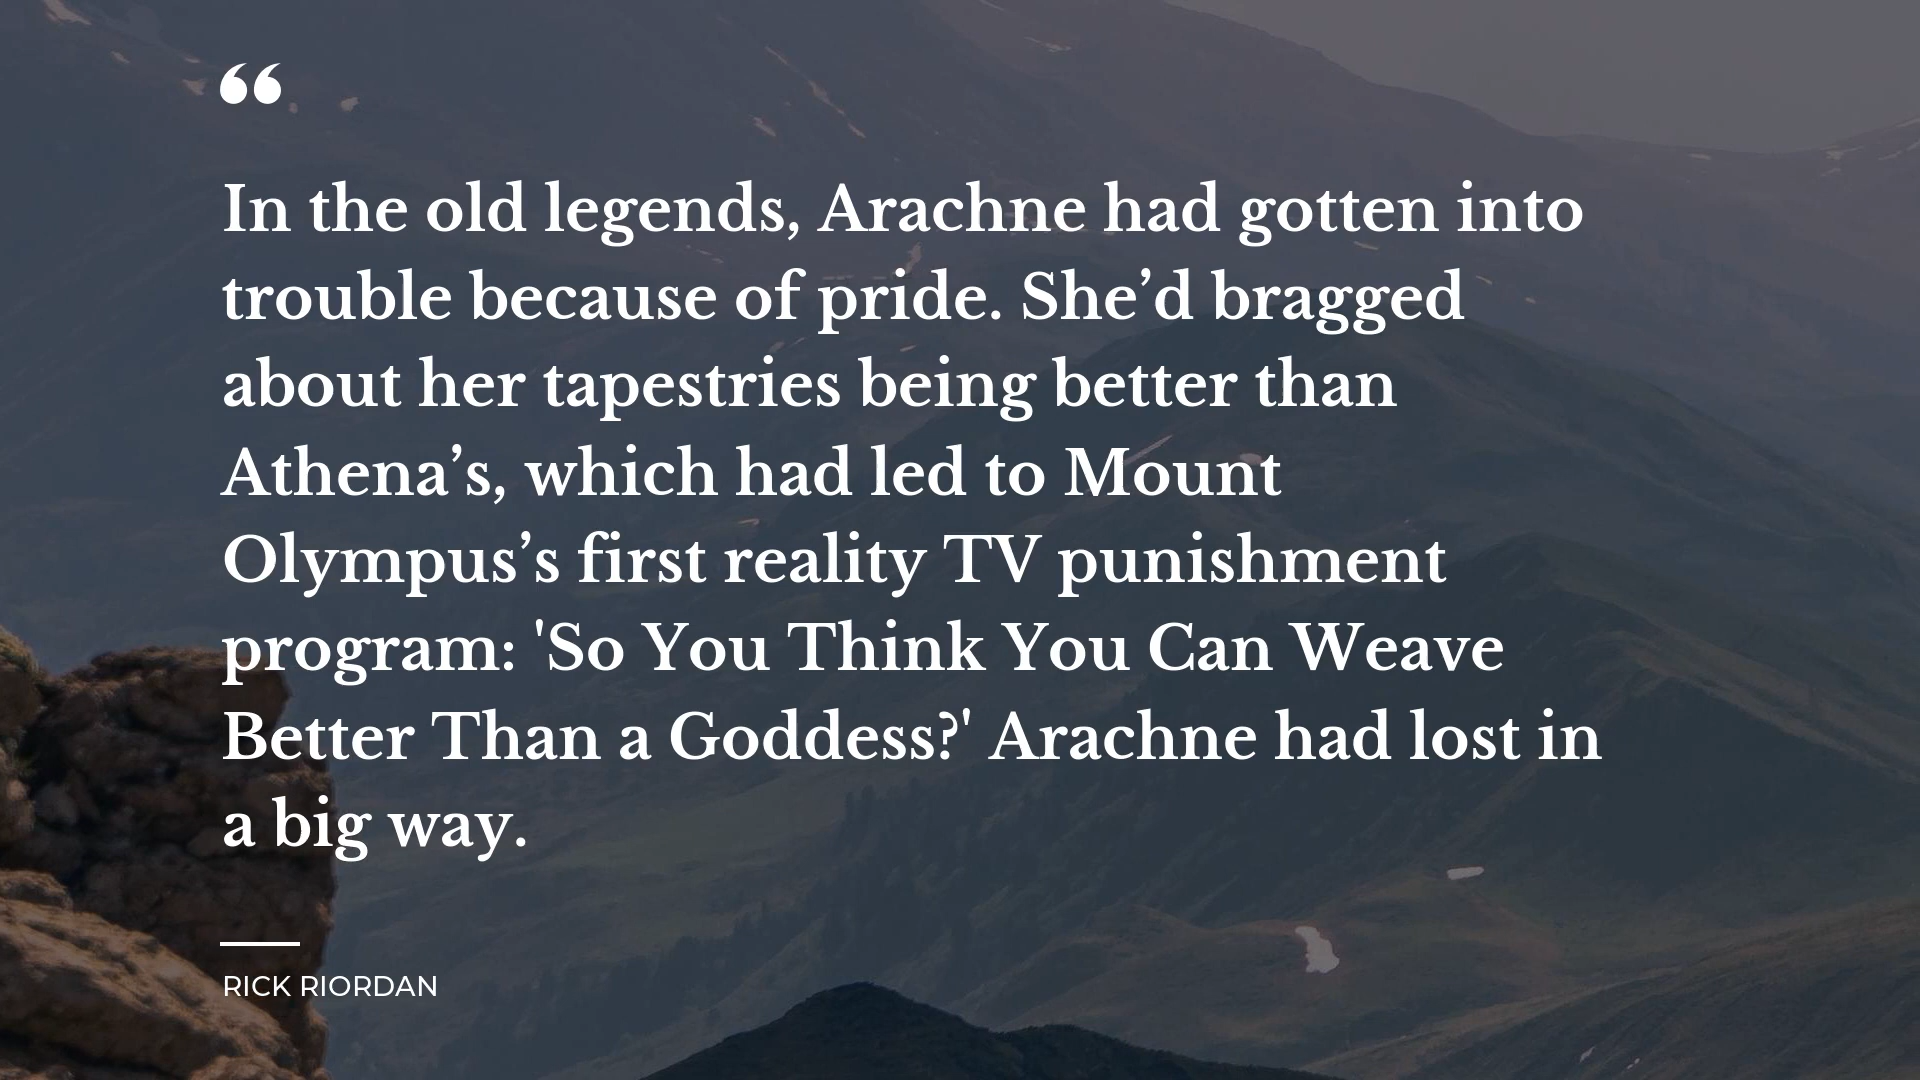 “
In the old legends, Arachne had gotten into
trouble because of pride. She’d bragged
about her tapestries being better than
Athena’s, which had led to Mount
Olympus’s first reality TV punishment
program: 'So You Think You Can Weave
Better Than a Goddess?' Arachne had lost in
a big way.
RICK RIORDAN